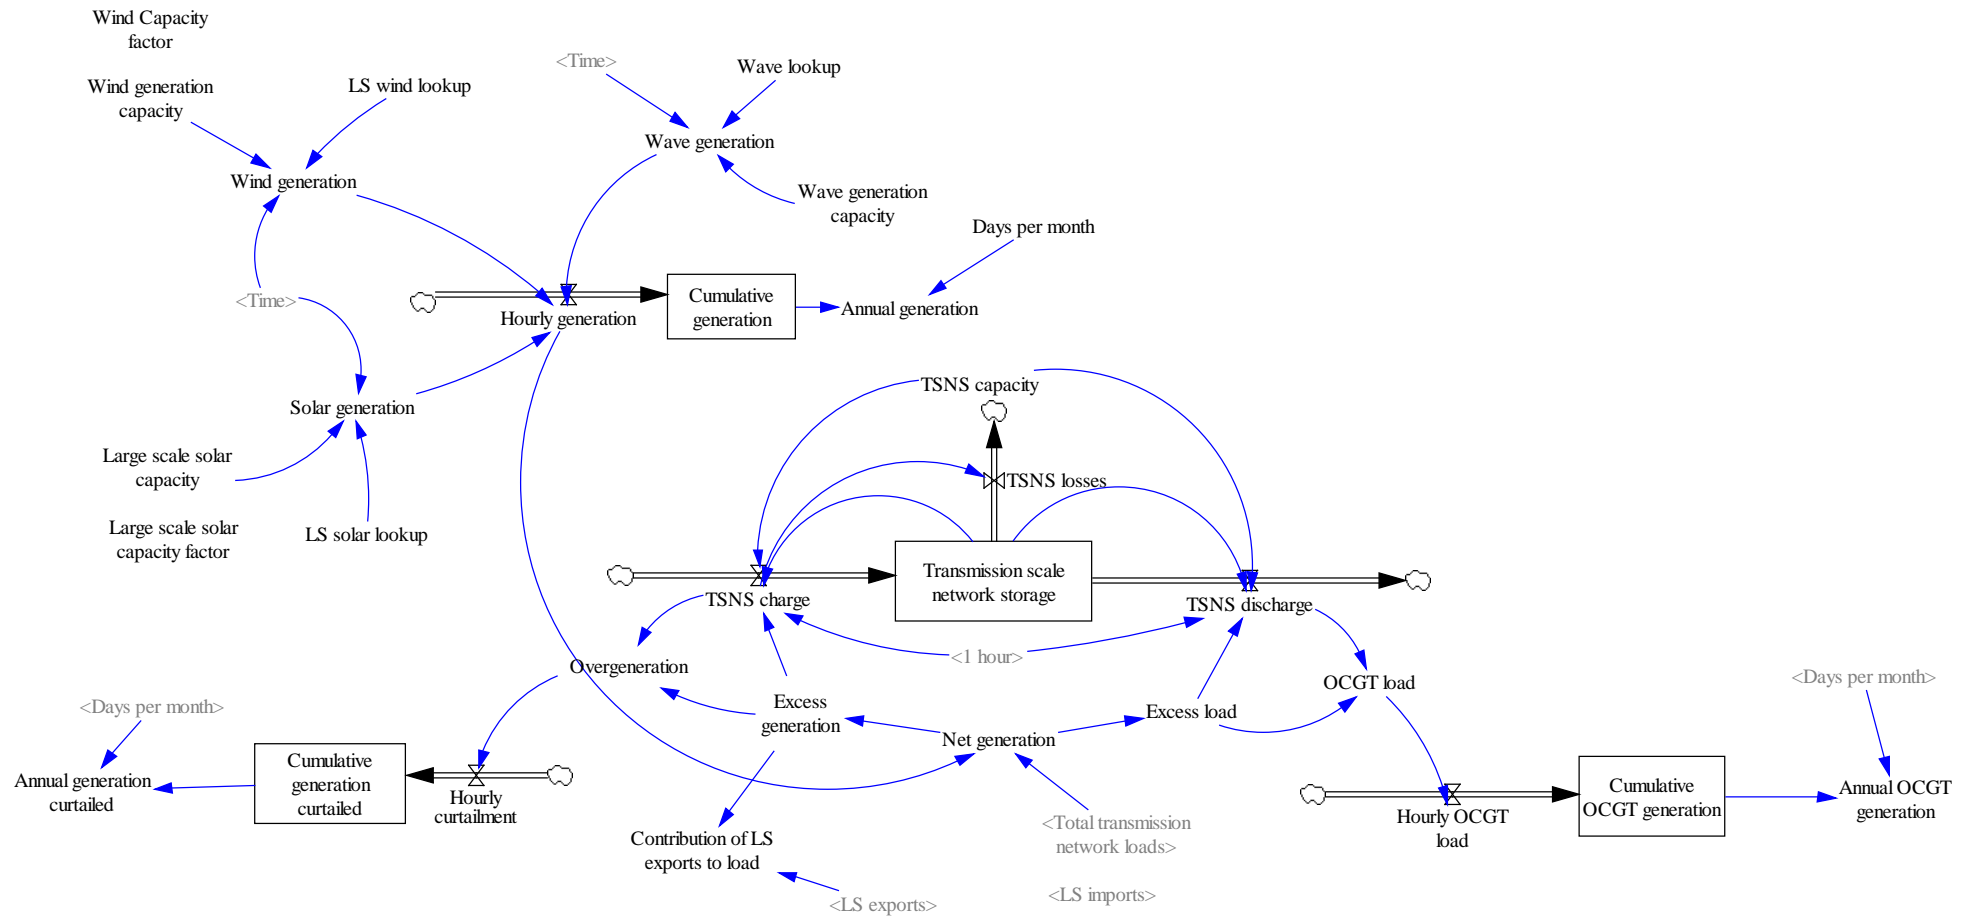 Wind Capacity
factor
<Time>
Wave lookup
Wind generation
capacity
LS wind lookup
Wave generation
Wind generation
Wave generation
capacity
Days per month
<Time>
Hourly generation
Cumulative
generation
Annual generation
Solar generation
TSNS capacity
Large scale solar
capacity
TSNS losses
Large scale solar
capacity factor
LS solar lookup
Transmission scale
network storage
TSNS charge
TSNS discharge
<1 hour>
Overgeneration
OCGT load
<Days per month>
<Days per month>
Excess
generation
Excess load
Net generation
Annual generation
curtailed
Cumulative
generation
curtailed
Hourly
curtailment
Hourly OCGT
load
Cumulative
OCGT generation
Annual OCGT
generation
Contribution of LS
exports to load
<Total transmission
network loads>
<LS exports>
<LS imports>